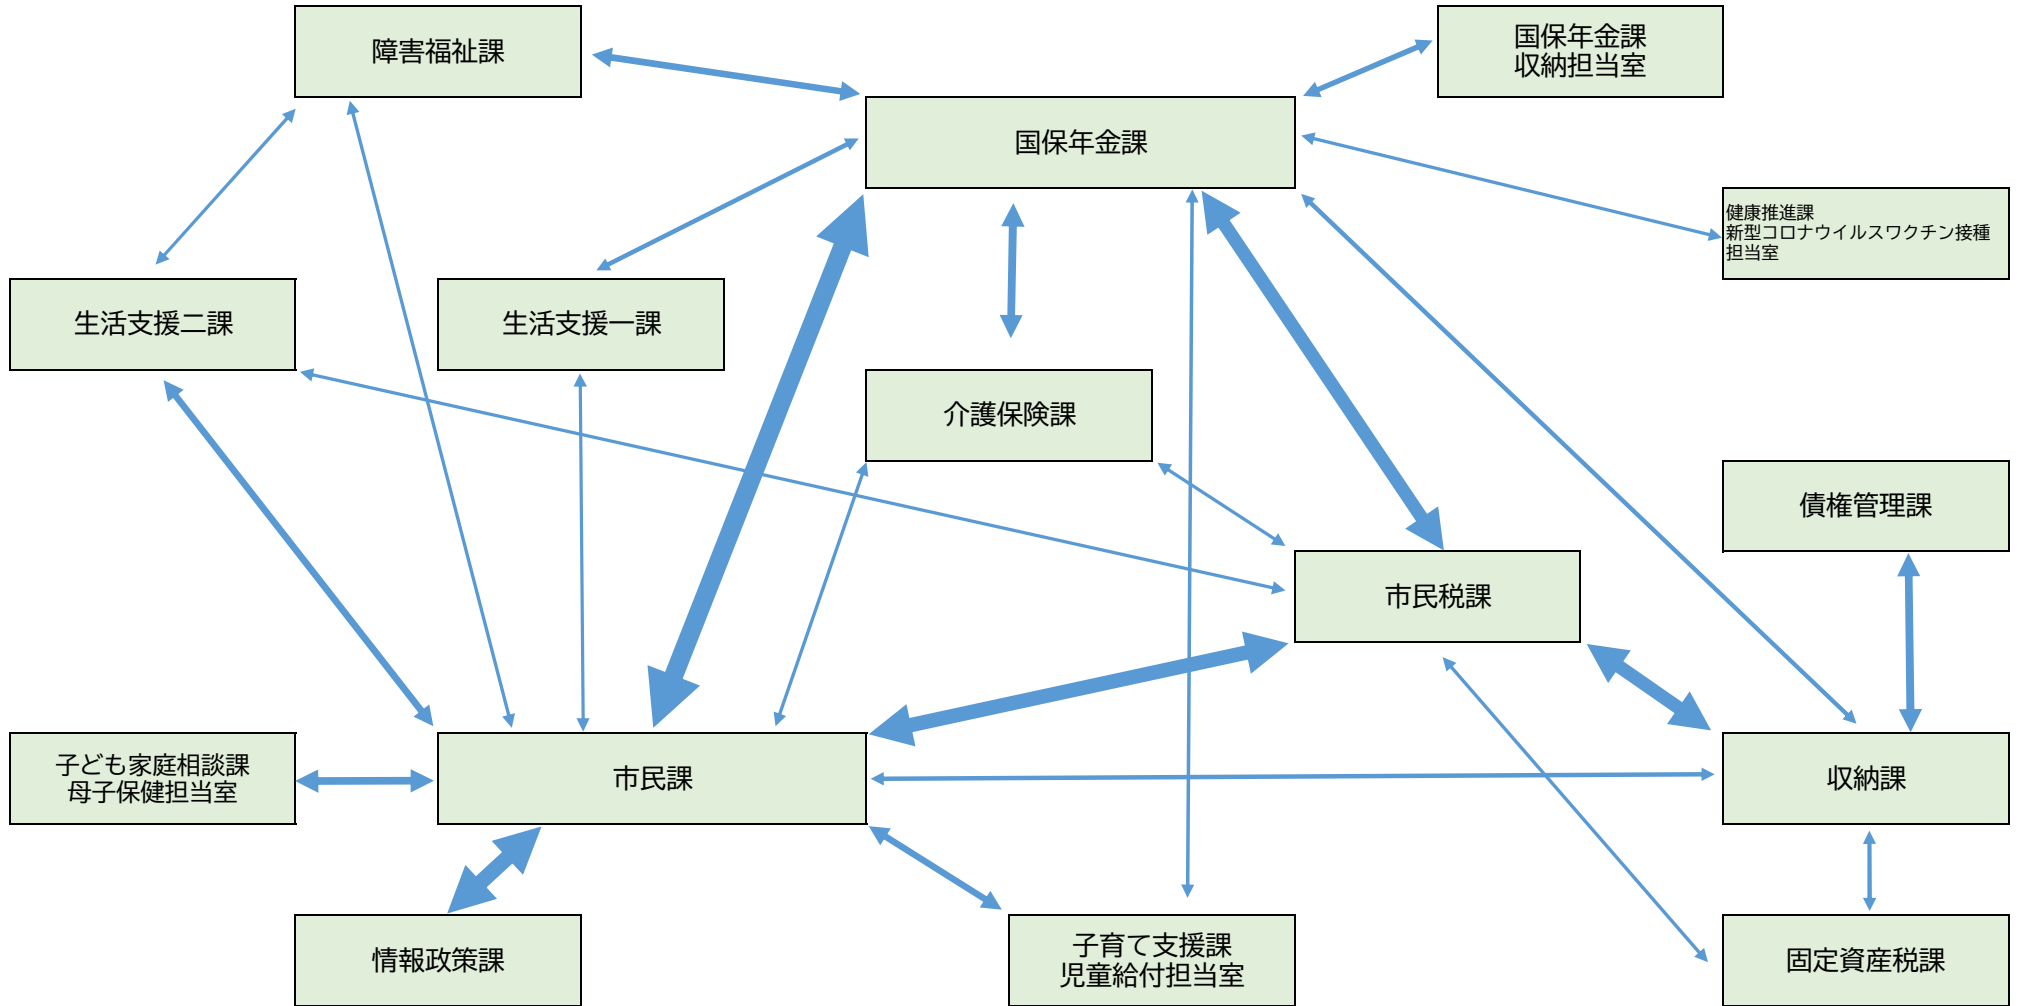 障害福祉課
国保年金課
収納担当室
国保年金課
健康推進課
新型コロナウイルスワクチン接種
担当室
生活支援二課
生活支援一課
介護保険課
債権管理課
市民税課
子ども家庭相談課
母子保健担当室
市民課
収納課
情報政策課
子育て支援課
児童給付担当室
固定資産税課